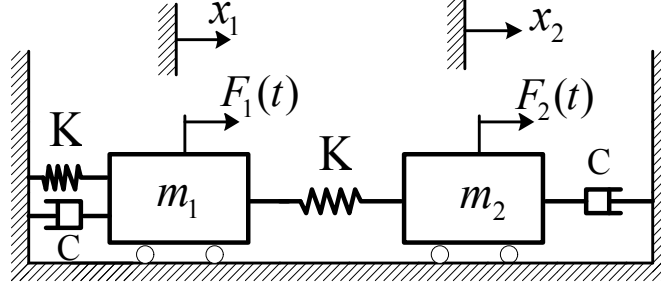 x₁ x₂
F₁(t) F₂(t)
K K C
m₁ m₂
C